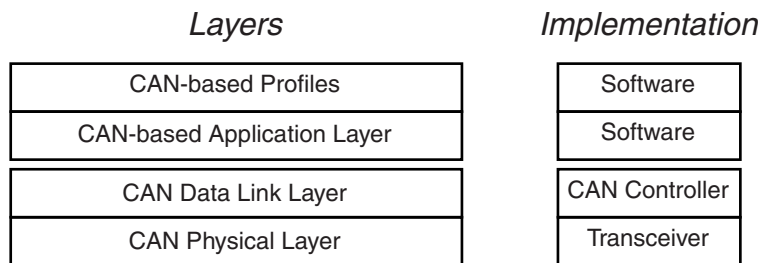 Layers Implementation
CAN-based Profiles Software
CAN-based Application Layer Software
CAN Data Link Layer CAN Controller
CAN Physical Layer Transceiver